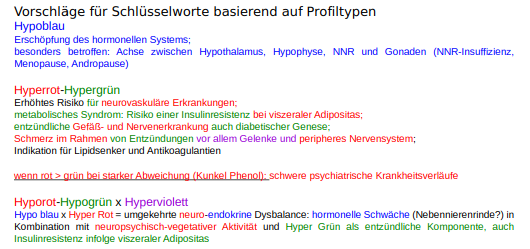 Vorschläge für Schlüsselworte basierend auf Profiltypen
Hypoblau
Erschöpfung des hormonellen Systems;
besonders betroffen: Achse zwischen Hypothalamus, Hypophyse, NNR und Gonaden (NNR-Insuffizienz,
Menopause, Andropause)
Hyperrot-Hypergrün
Erhöhtes Risiko für neurovaskuläre Erkrankungen;
metabolisches Syndrom: Risiko einer Insulinresistenz bei viszeraler Adipositas;
entzündliche Gefäß- und Nervenerkrankung auch diabetischer Genese;
Schmerz im Rahmen von Entzündungen vor allem Gelenke und peripheres Nervensystem;
Indikation für Lipidsenker und Antikoagulantien
wenn rot > grün bei starker Abweichung (Kunkel Phenol): schwere psychiatrische Krankheitsverläufe
Hyporot-Hypogrün x Hyperviolett
Hypo blau x Hyper Rot = umgekehrte neuro-endokrine Dysbalance: hormonelle Schwäche (Nebennierenrinde?) in
Kombination mit neuropsychisch-vegetativer Aktivität und Hyper Grün als entzündliche Komponente, auch
Insulinresistenz infolge viszeraler Adipositas